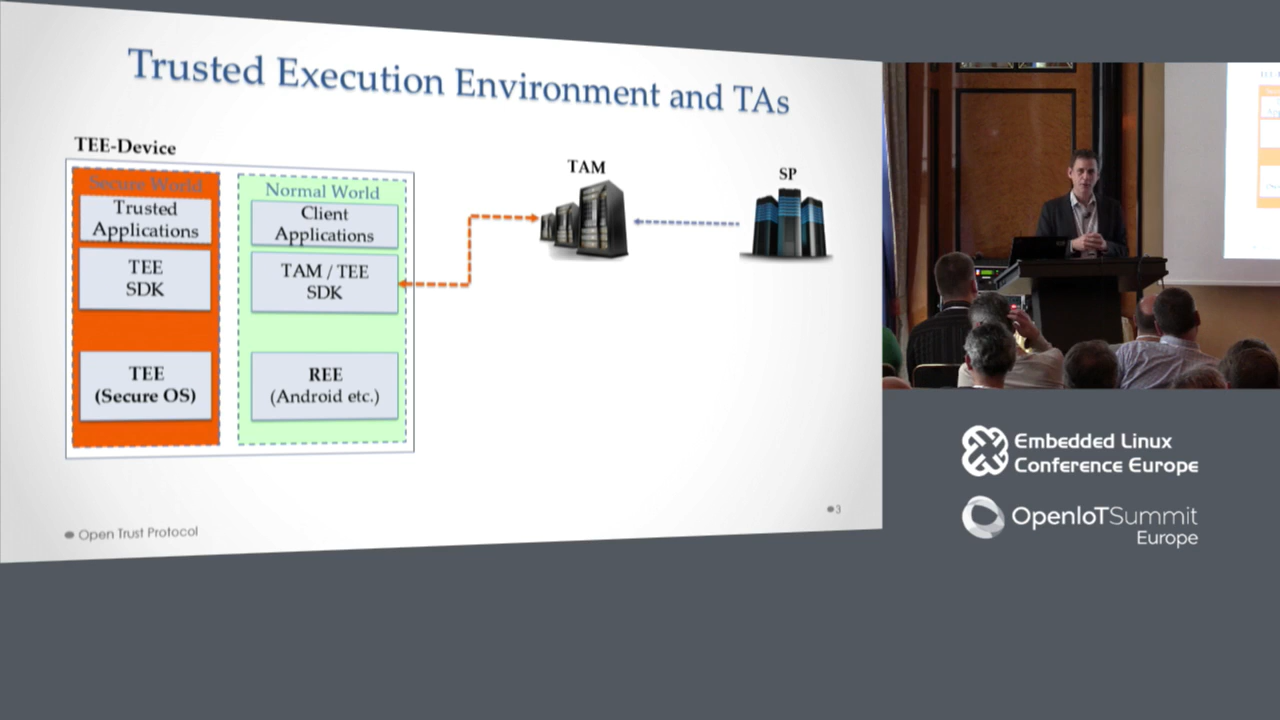 Trusted Execution Environment and TAs
TEE-Device
Secure World
Trusted
Applications
TEE
SDK
TEE
(Secure OS)
Normal World
Client
Applications
TAM / TEE
SDK
REE
(Android etc.)
TAM
SP
Open Trust Protocol
3
Embedded Linux
Conference Europe
OpenIoTSummit
Europe